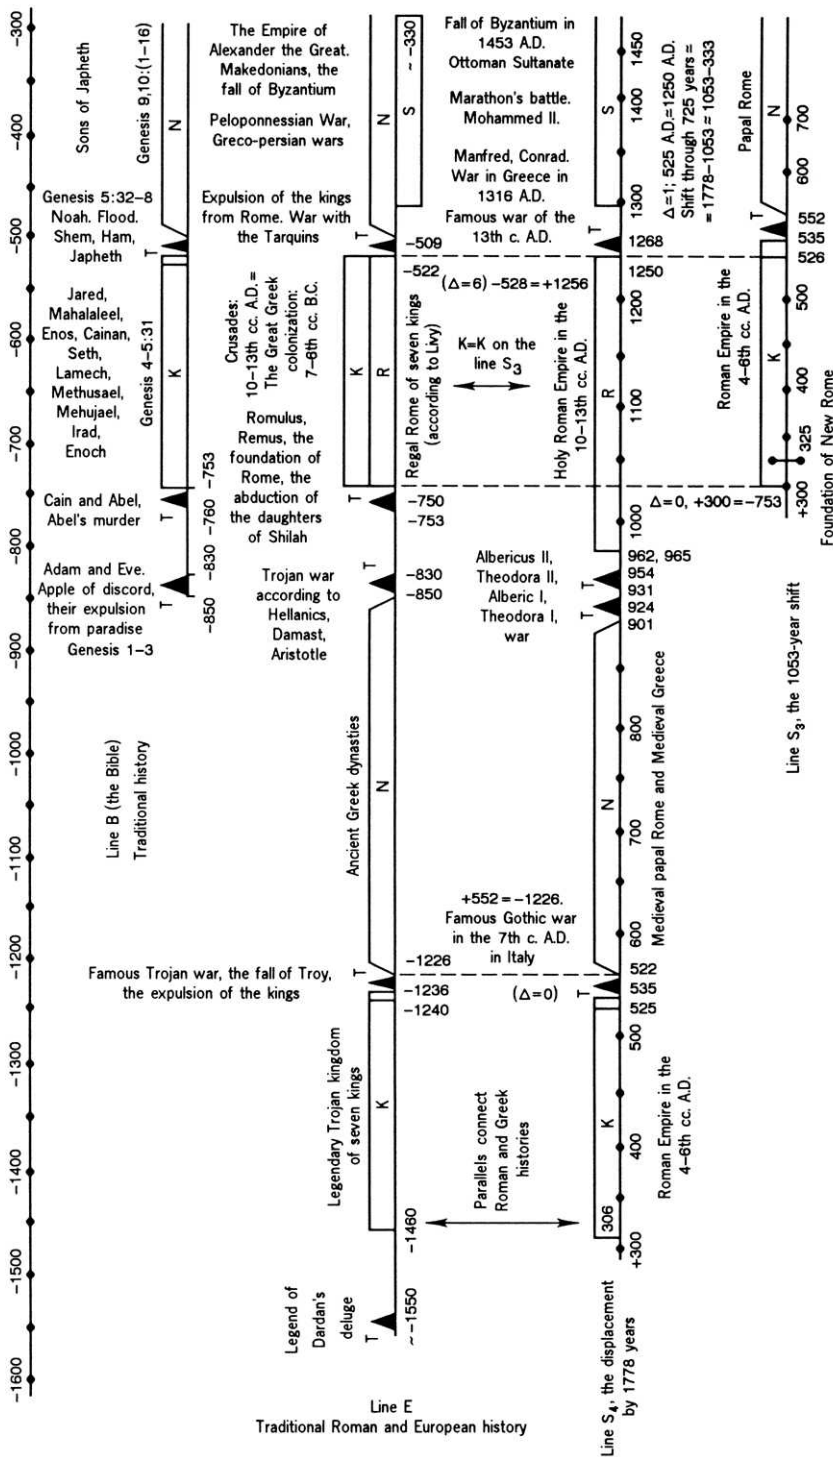 -300
-400
-500
-600
-700
-800
-900
-1000
-1100
-1200
-1300
-1400
-1500
-1600
Line B (the Bible)
Traditional history
Sons of Japheth
Genesis 9,10:(1–16)
N
Genesis 5:32–8
Noah. Flood.
Shem, Ham,
Japheth
T
Jared,
Mahalaleel,
Enos, Cainan,
Seth,
Lamech,
Methusael,
Mehujael,
Irad,
Enoch
Genesis 4–5:31
K
-753
Cain and Abel,
Abel's murder
T
-760
-830
Adam and Eve.
Apple of discord,
their expulsion
from paradise
Genesis 1–3
T
-850
The Empire of
Alexander the Great.
Makedonians, the
fall of Byzantium
Peloponnessian War,
Greco-persian wars
N
S
~ -330
Expulsion of the kings
from Rome. War with
the Tarquins
T
-509
-522
Crusades:
10–13th cc. A.D. =
The Great Greek
colonization:
7–6th cc. B.C.
K
R
Regal Rome of seven kings
(according to Livy)
Romulus,
Remus, the
foundation of
Rome, the
abduction of
the daughters
of Shilah
T
-750
-753
Trojan war
according to
Hellanics,
Damast,
Aristotle
T
-830
-850
Ancient Greek dynasties
N
-1226
Famous Trojan war, the fall of Troy,
the expulsion of the kings
T
-1236
-1240
Legendary Trojan kingdom
of seven kings
K
-1460
Legend of
Dardan's
deluge
T
~ -1550
Line E
Traditional Roman and European history
Fall of Byzantium in
1453 A.D.
Ottoman Sultanate
Marathon's battle.
Mohammed II.
Manfred, Conrad.
War in Greece in
1316 A.D.
Famous war of the
13th c. A.D.
S
1450
1400
1300
T
1268
1250
(Δ=6) -528=+1256
K=K on the
line S3
Holy Roman Empire in the
10–13th cc. A.D.
R
1200
1100
1000
962, 965
Albericus II,
Theodora II,
Alberic I,
Theodora I,
war
T
954
931
T
924
901
800
700
600
N
Medieval papal Rome and Medieval Greece
+552=-1226.
Famous Gothic war
in the 7th c. A.D.
in Italy
522
535
T
525
(Δ=0)
500
400
+300
K
306
Roman Empire in the
4–6th cc. A.D.
Parallels connect
Roman and Greek
histories
Line S4, the displacement
by 1778 years
Δ=1; 525 A.D.=1250 A.D.
Shift through 725 years =
= 1778–1053 = 1053–333
Papal Rome
N
700
600
T
552
535
526
500
400
325
+300
K
Roman Empire in the
4–6th cc. A.D.
Δ=0, +300=-753
Foundation of New Rome
Line S3, the 1053-year shift